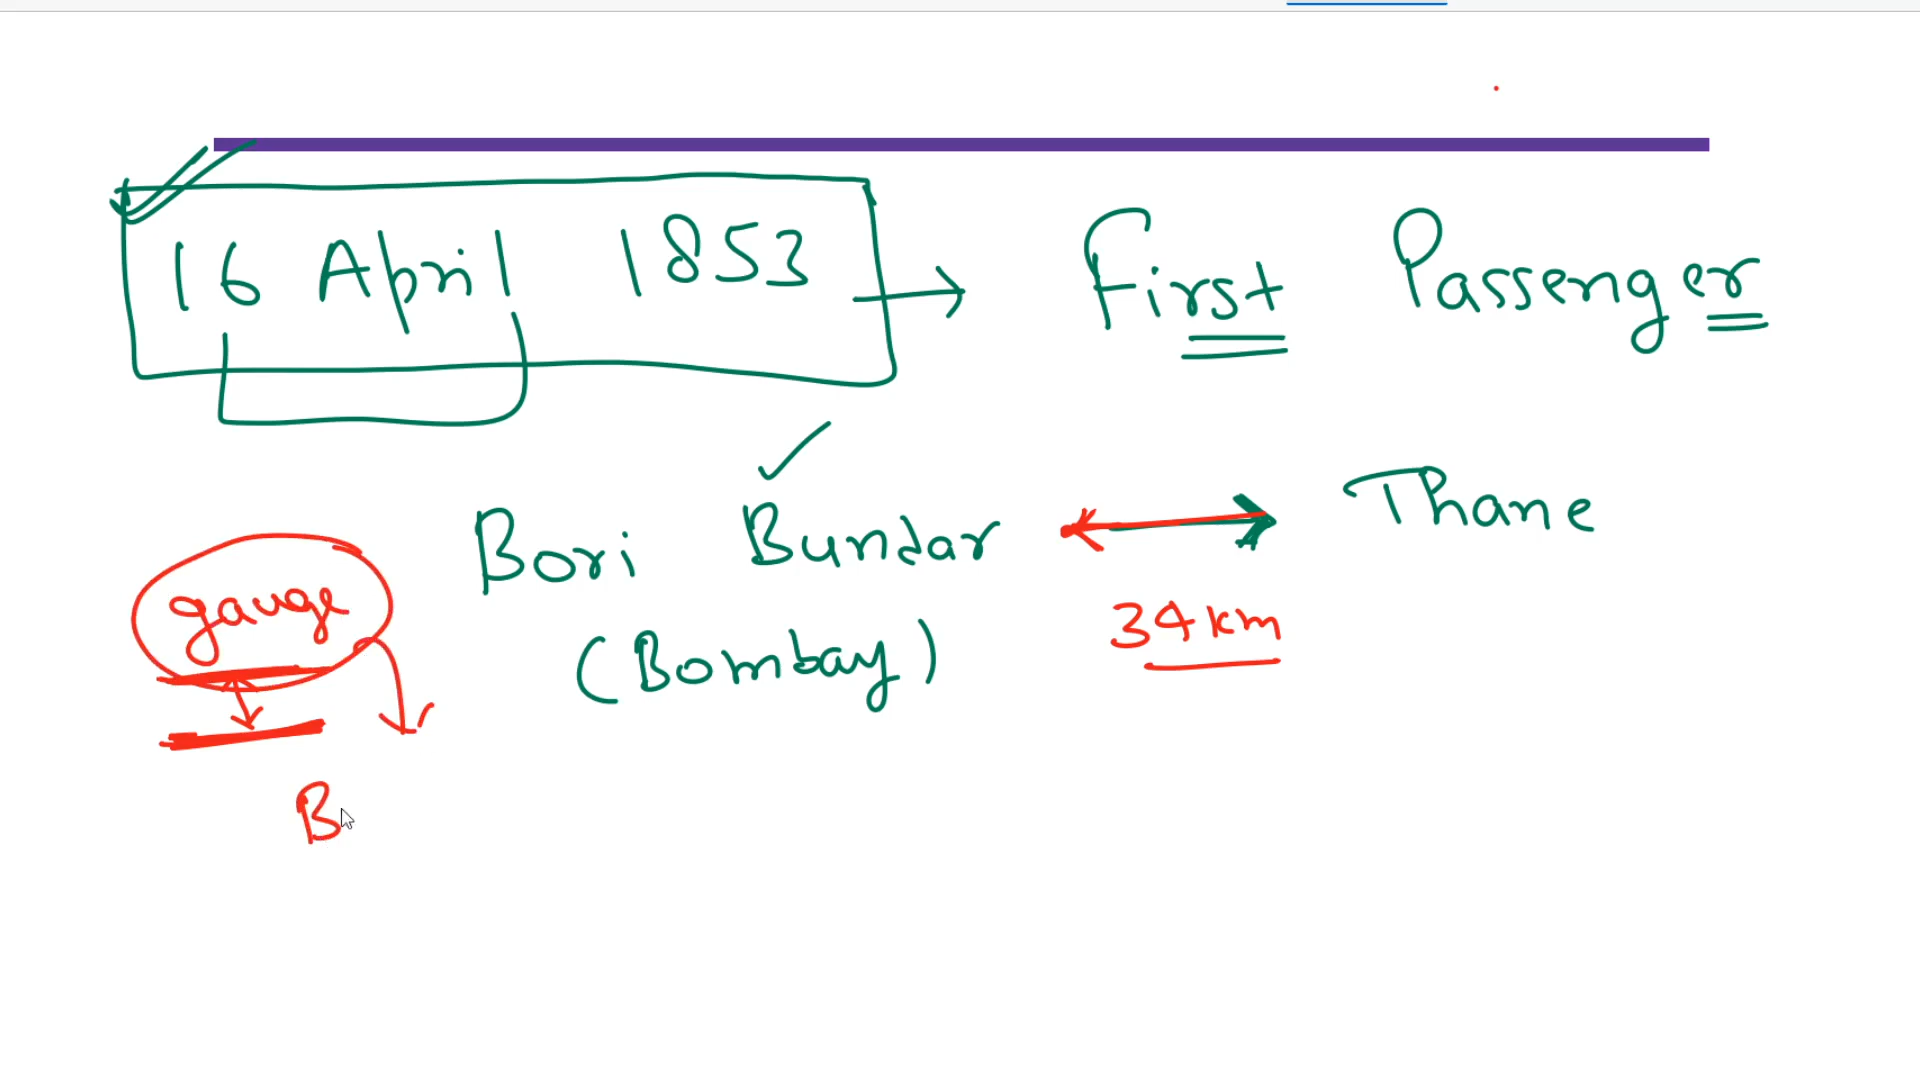 16 April 1853 → First Passenger
Bori Bundar ↔ Thane
(Bombay)
34 km
gauge
B